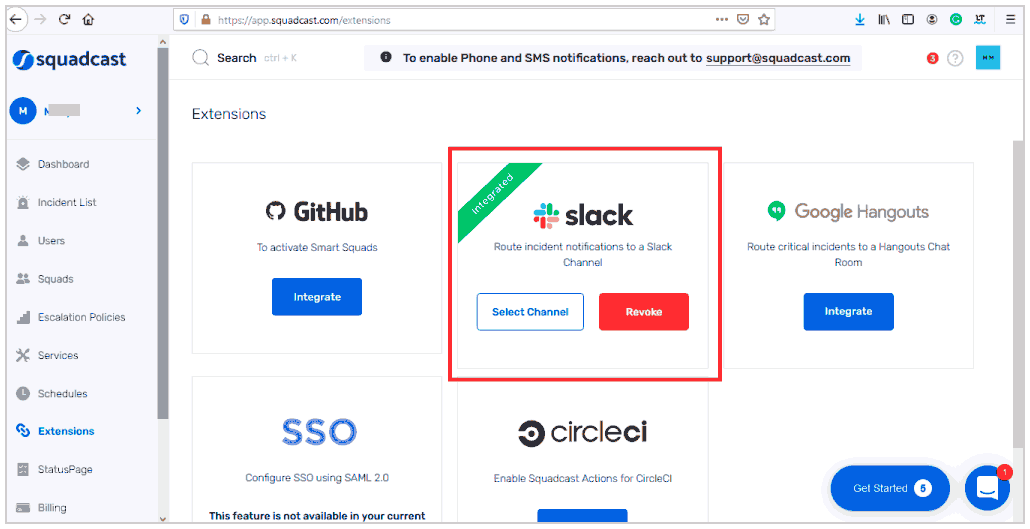 https://app.squadcast.com/extensions
squadcast
Search ctrl + K
To enable Phone and SMS notifications, reach out to support@squadcast.com
3
?
M
Dashboard
Incident List
Users
Squads
Escalation Policies
Services
Schedules
Extensions
StatusPage
Billing
Extensions
GitHub
To activate Smart Squads
Integrate
Integrated
slack
Route incident notifications to a Slack
Channel
Select Channel
Revoke
Google Hangouts
Route critical incidents to a Hangouts Chat
Room
Integrate
SSO
Configure SSO using SAML 2.0
This feature is not available in your current
circleci
Enable Squadcast Actions for CircleCI
Get Started 6
1